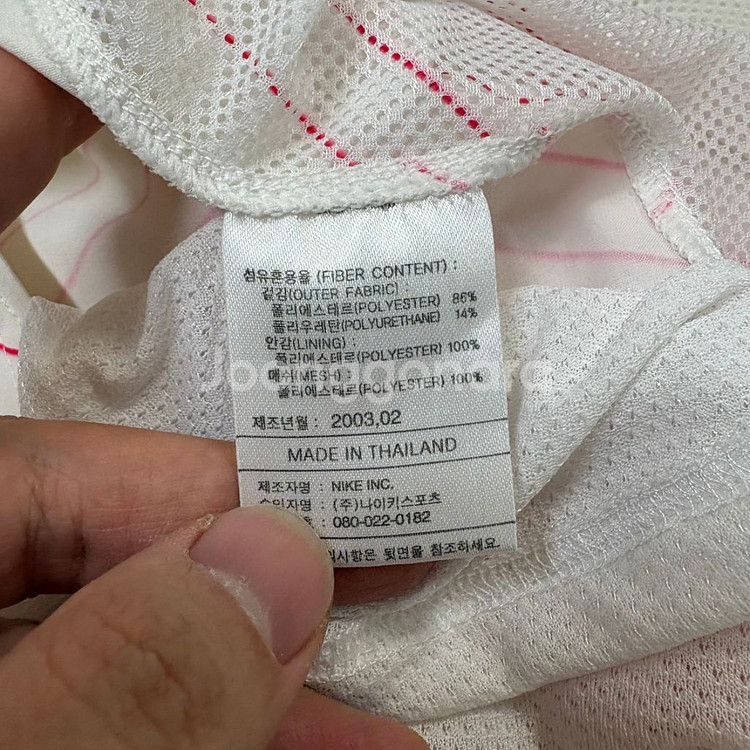 섬유혼용율 (FIBER CONTENT) :
겉감(OUTER FABRIC) :
폴리에스테르(POLYESTER) 86%
폴리우레탄(POLYURETHANE) 14%
안감(LINING) :
폴리에스테르(POLYESTER) 100%
매쉬(MESH) :
폴리에스테르(POLYESTER) 100%
제조년월 : 2003,02
MADE IN THAILAND
제조자명 : NIKE INC.
수입자명 : (주)나이키스포츠
: 080-022-0182
뒷면을 참조하세요.